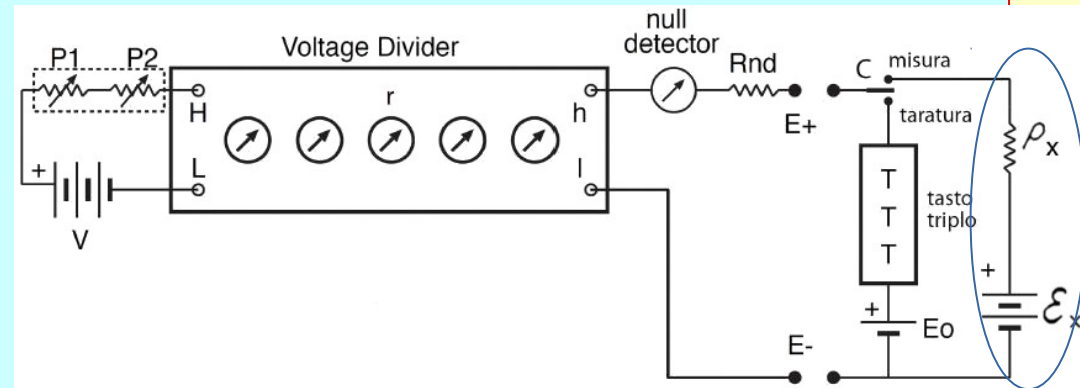 null
detector
Voltage Divider
P1 P2
Rnd
C misura
H r h
E+
taratura
ρx
+
L l
T
T
T
tasto
triplo
V
+
+
Eo
ℰx
E-